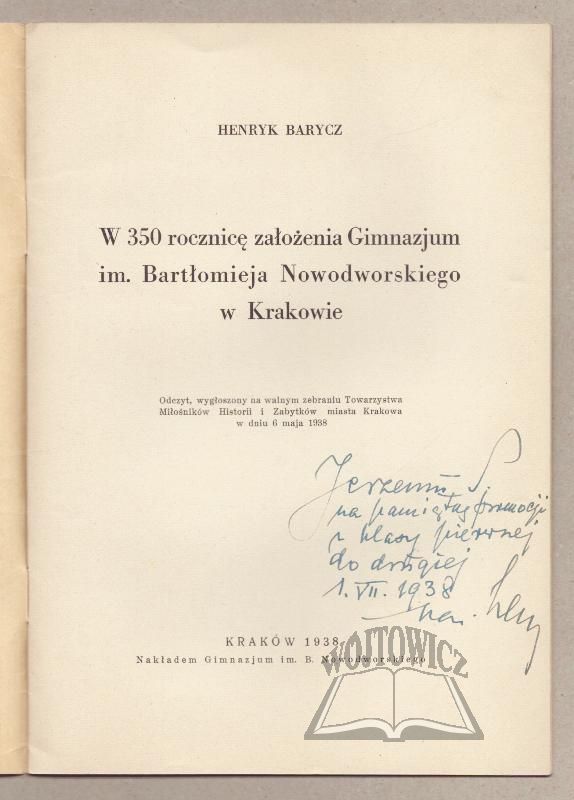 HENRYK BARYCZ
W 350 rocznicę założenia Gimnazjum
im. Bartłomieja Nowodworskiego
w Krakowie
Odczyt, wygłoszony na walnym zebraniu Towarzystwa
Miłośników Historii i Zabytków miasta Krakowa
w dniu 6 maja 1938
Jerzemu S.
na pamiątkę promocji
z klasy pierwszej
do drugiej
1. VII. 1938
KRAKÓW 1938
Nakładem Gimnazjum im. B. Nowodworskiego
WÓJTOWICZ